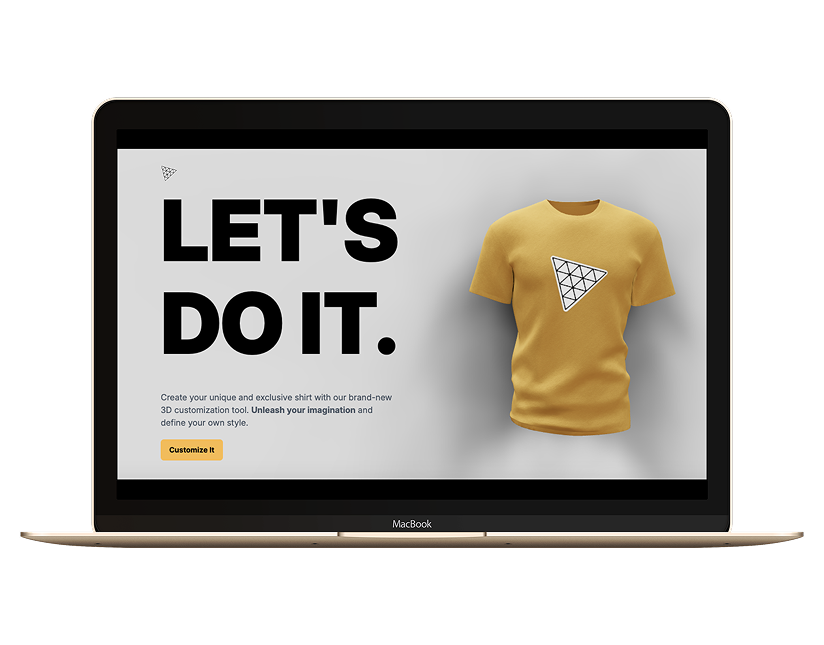 LET'S
DO IT.
Create your unique and exclusive shirt with our brand-new
3D customization tool. Unleash your imagination and
define your own style.
Customize It
MacBook